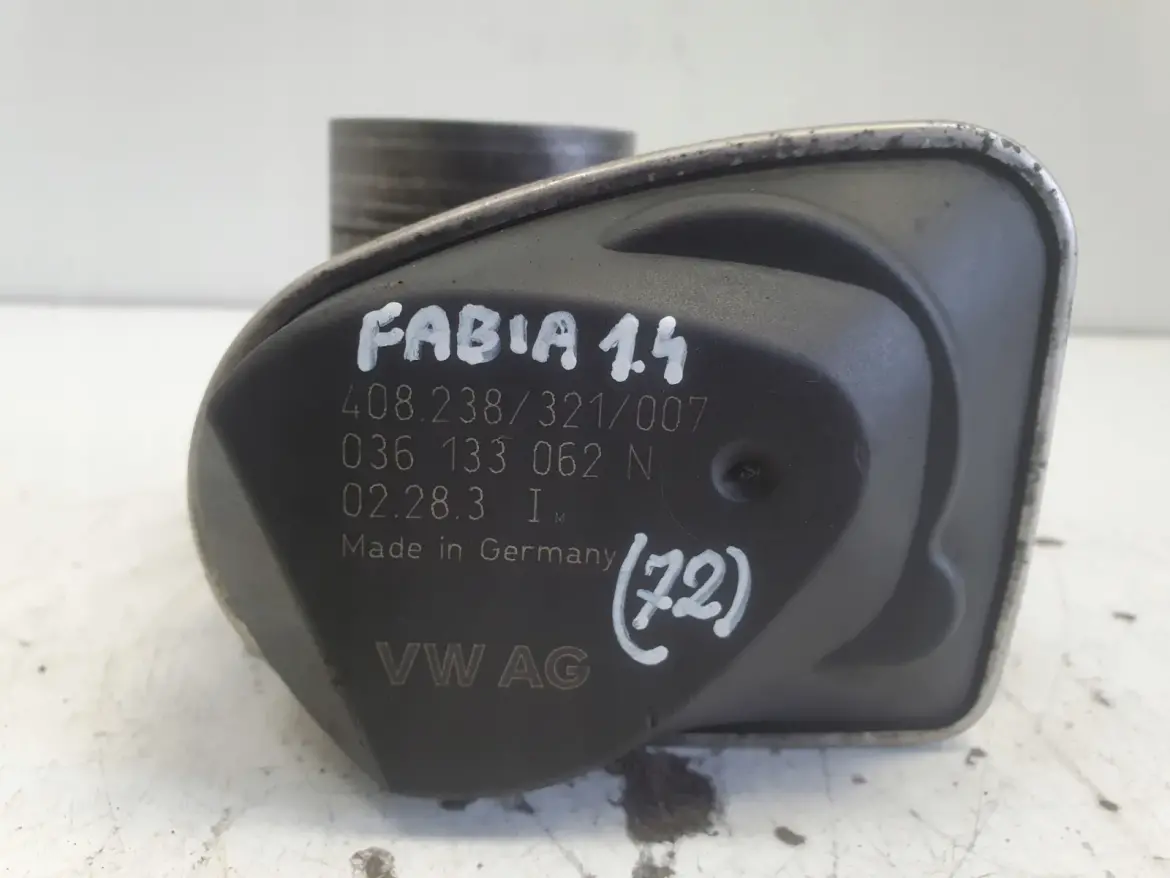 FABIA 1.4
408.238/321/007
036 133 062 N
02.28.3 I M
Made in Germany
(72)
VW AG